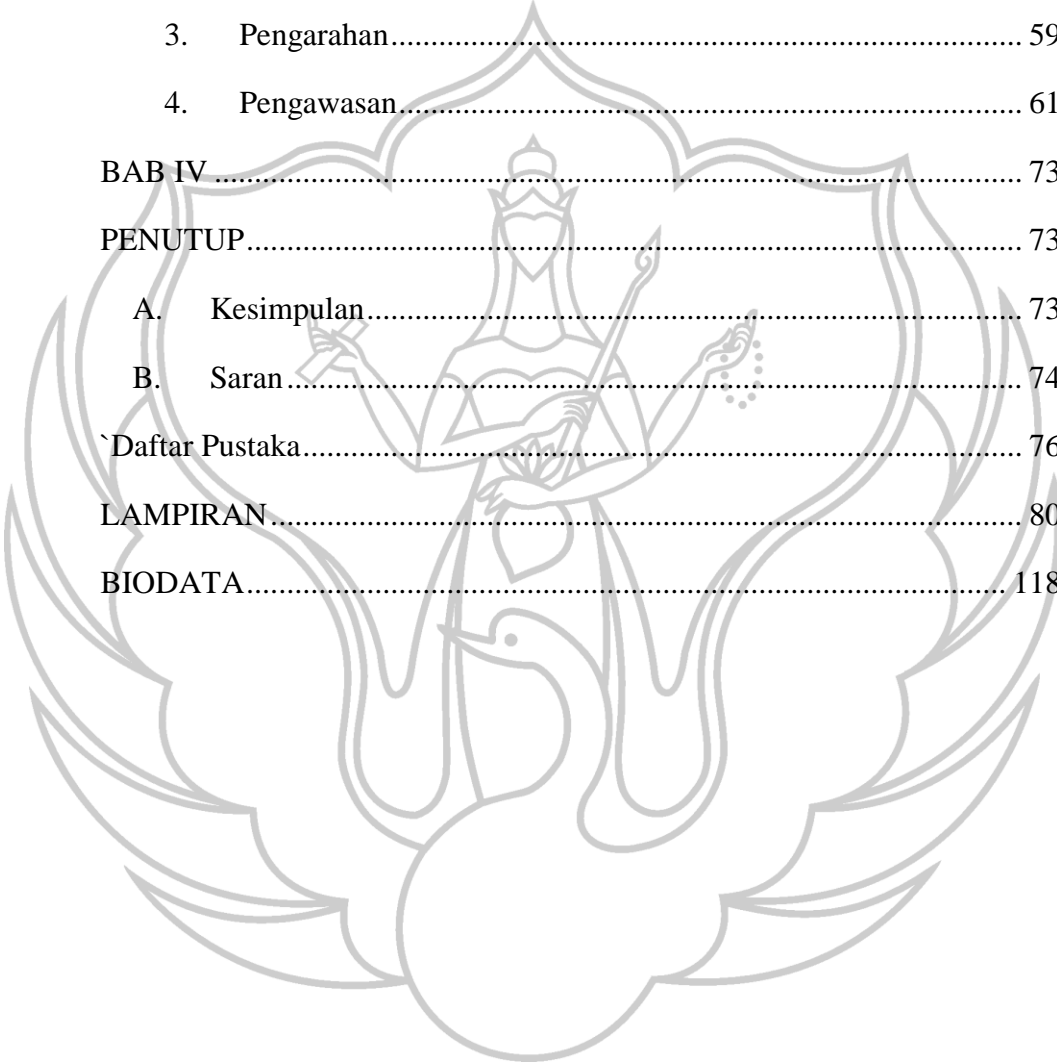 3. Pengarahan................................................................................ 59
4. Pengawasan............................................................................... 61
BAB IV ........................................................................................... 73
PENUTUP....................................................................................... 73
A. Kesimpulan................................................................................... 73
B. Saran ............................................................................................ 74
`Daftar Pustaka.......................................................................................... 76
LAMPIRAN.............................................................................................. 80
BIODATA............................................................................................... 118